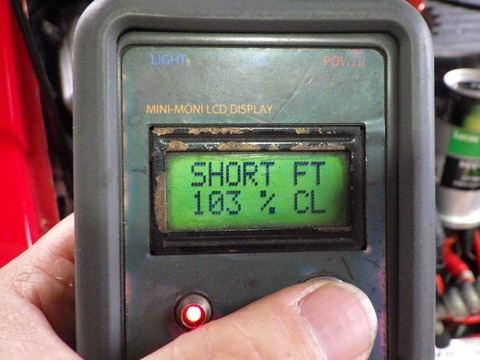 LIGHT POWER
MINI-MONI LCD DISPLAY
SHORT FT
103 % CL